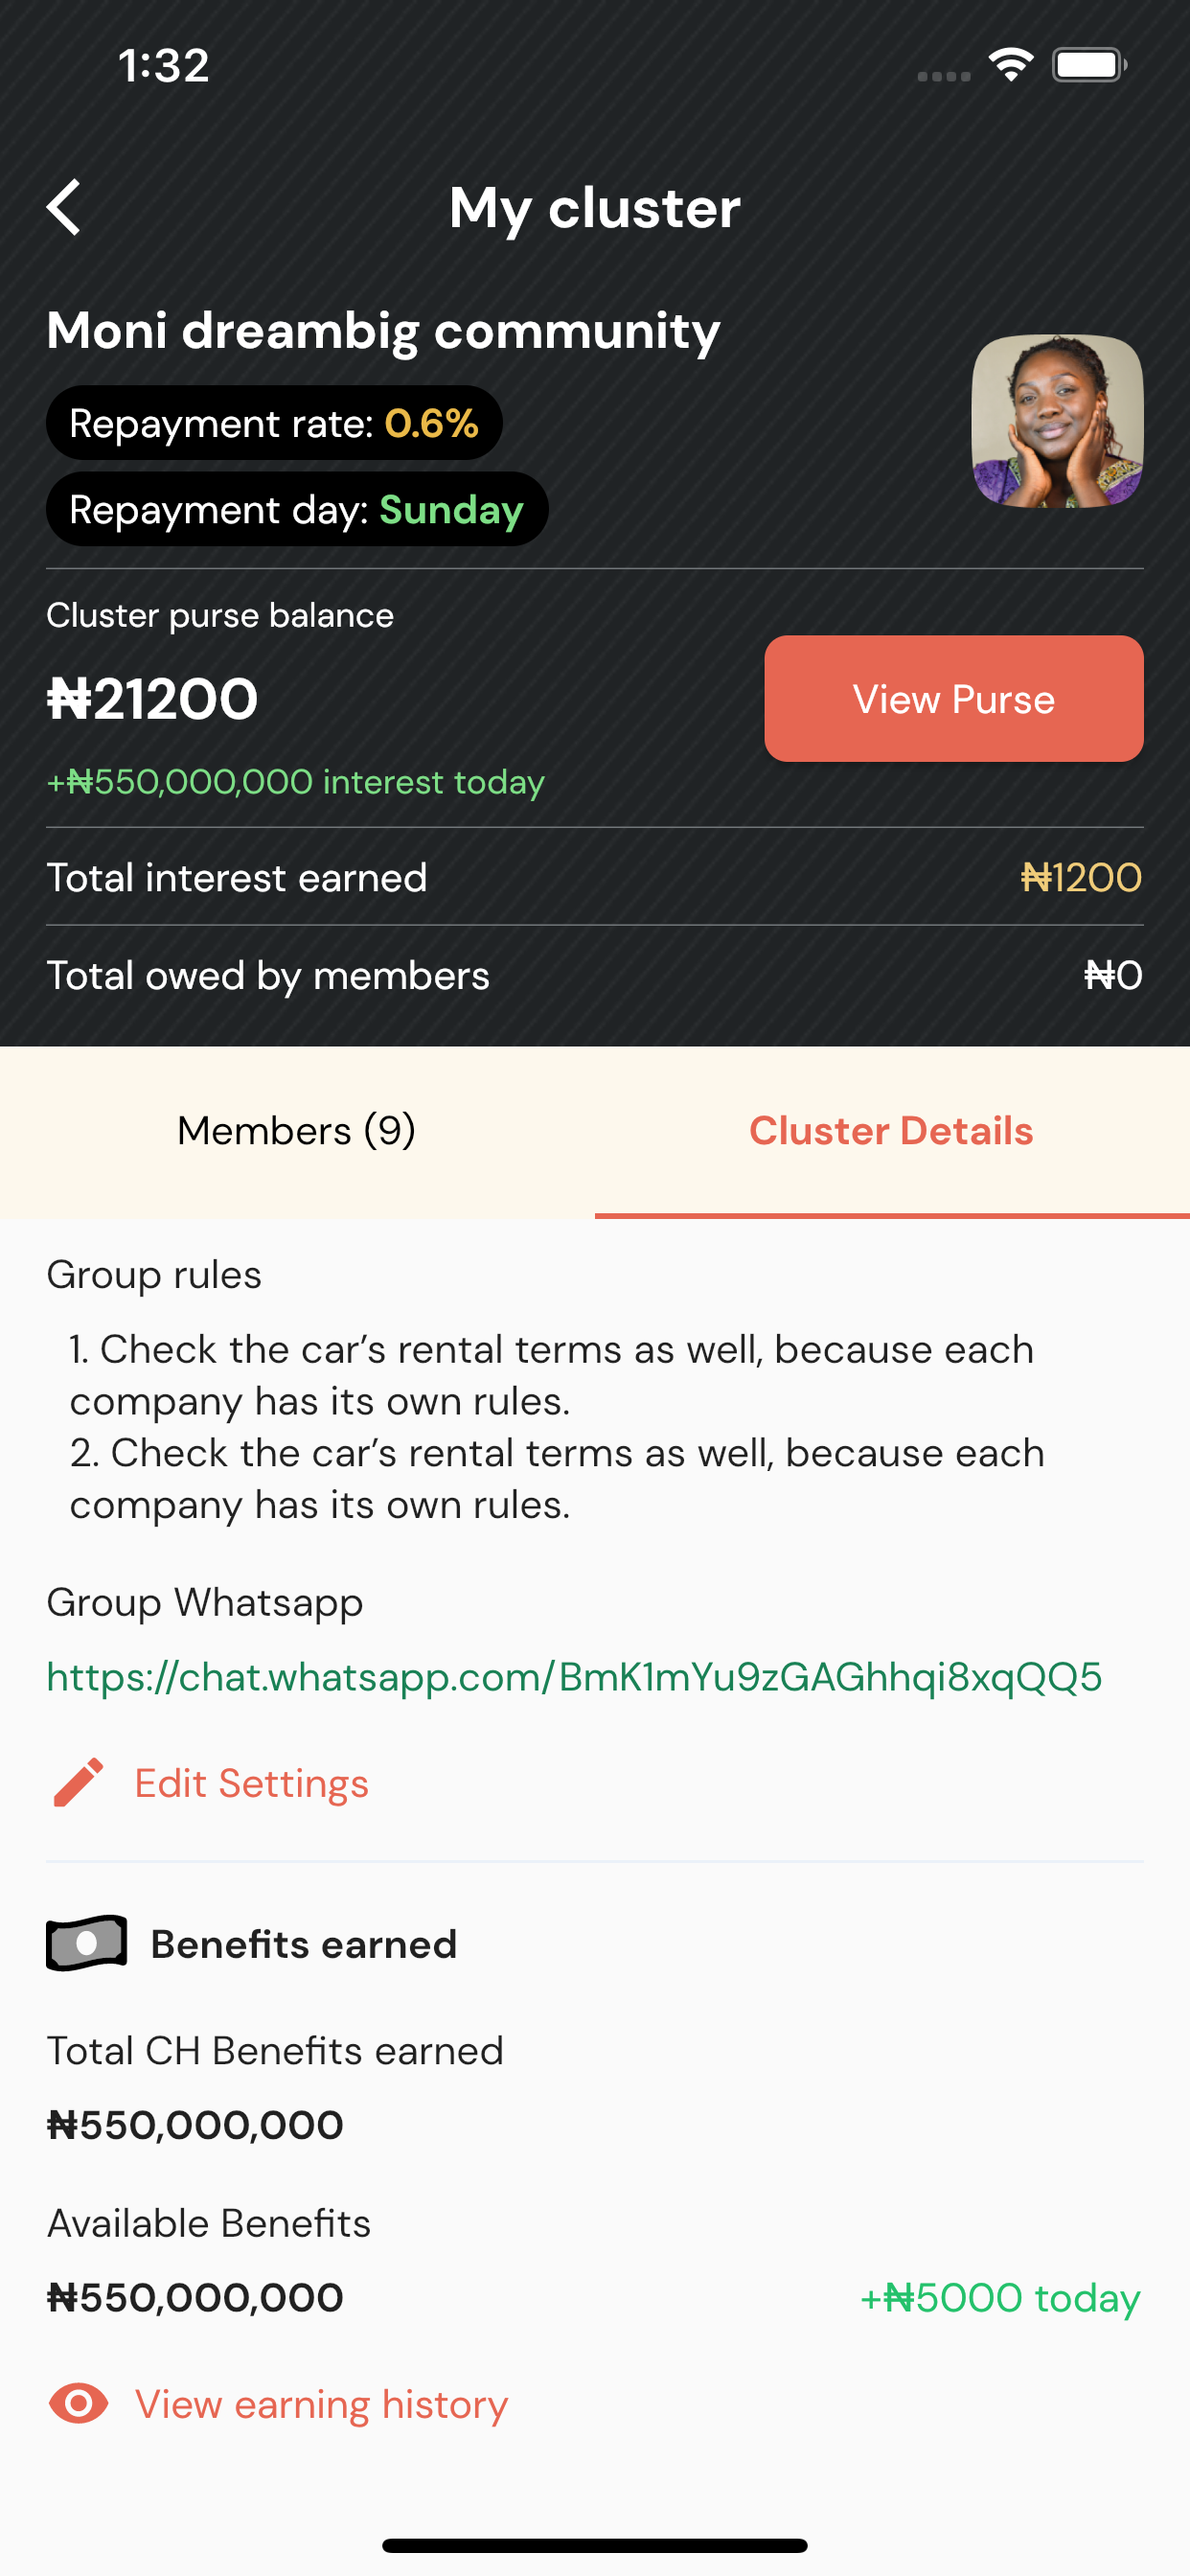 1:32
My cluster
Moni dreambig community
Repayment rate: 0.6%
Repayment day: Sunday
Cluster purse balance
₦21200
View Purse
+₦550,000,000 interest today
Total interest earned
₦1200
Total owed by members
₦0
Members (9)
Cluster Details
Group rules
1. Check the car’s rental terms as well, because each
company has its own rules.
2. Check the car’s rental terms as well, because each
company has its own rules.
Group Whatsapp
https://chat.whatsapp.com/BmK1mYu9zGAGhhqi8xqQQ5
Edit Settings
Benefits earned
Total CH Benefits earned
₦550,000,000
Available Benefits
₦550,000,000
+₦5000 today
View earning history